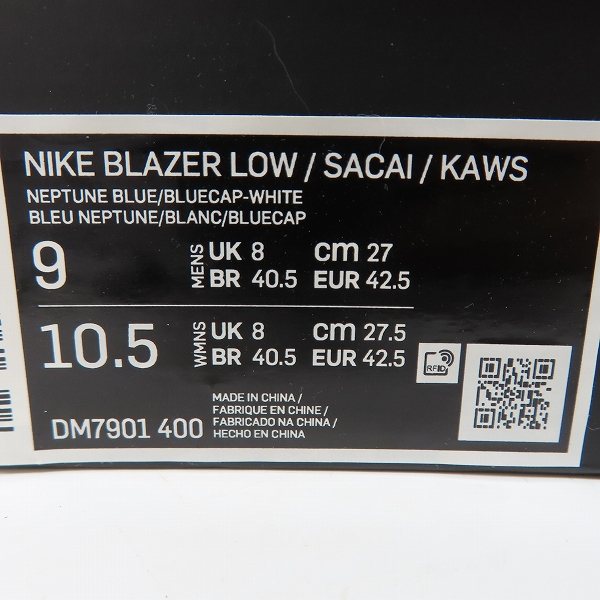 NIKE BLAZER LOW / SACAI / KAWS
NEPTUNE BLUE/BLUECAP-WHITE
BLEU NEPTUNE/BLANC/BLUECAP
9 MENS UK 8 cm 27
BR 40.5 EUR 42.5
10.5 WMNS UK 8 cm 27.5
BR 40.5 EUR 42.5
RFID
DM7901 400
MADE IN CHINA /
FABRIQUE EN CHINE /
FABRICADO NA CHINA /
HECHO EN CHINA